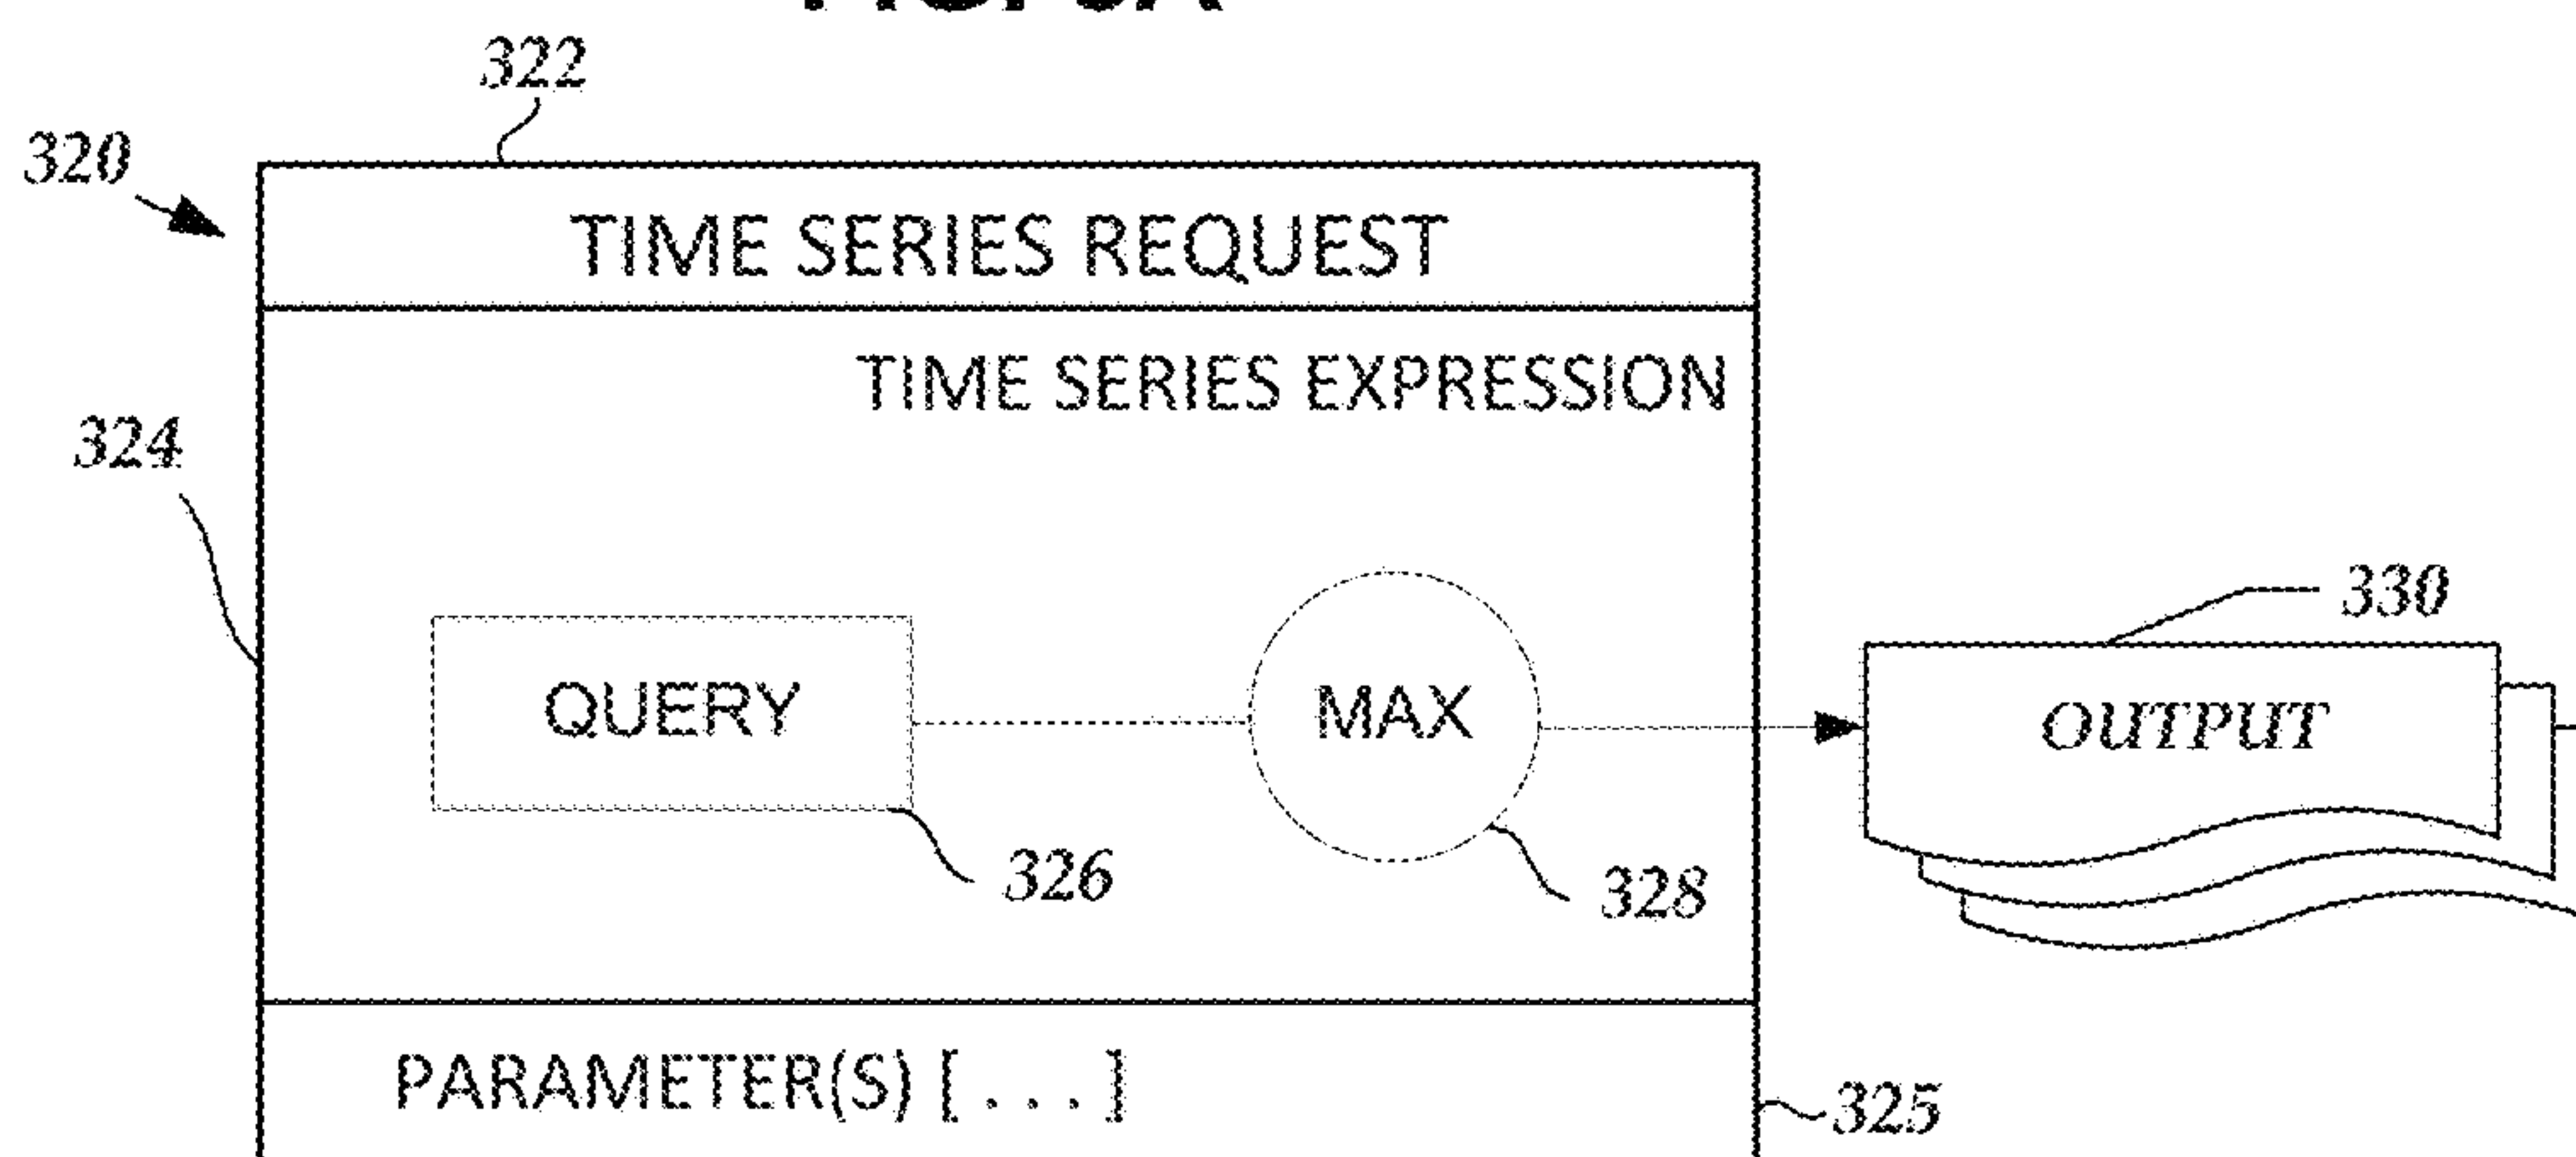 322
320
TIME SERIES REQUEST
TIME SERIES EXPRESSION
324
330
QUERY
MAX
OUTPUT
326
328
PARAMETER(S) [ . . . ]
325